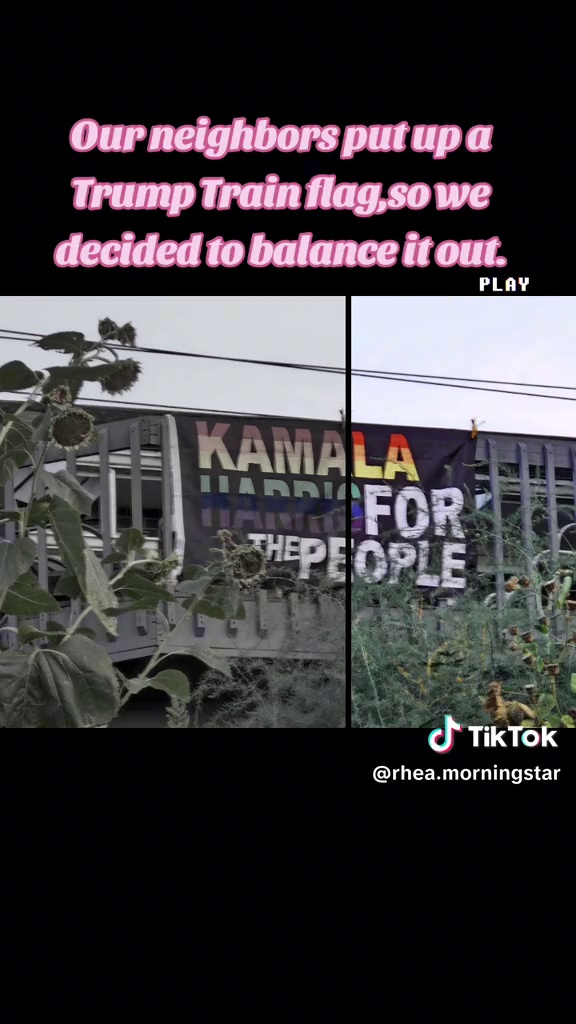 Our neighbors put up a
Trump Train flag,so we
decided to balance it out.
PLAY
KAMALA
HARRIS FOR
THE PEOPLE
TikTok
@rhea.morningstar